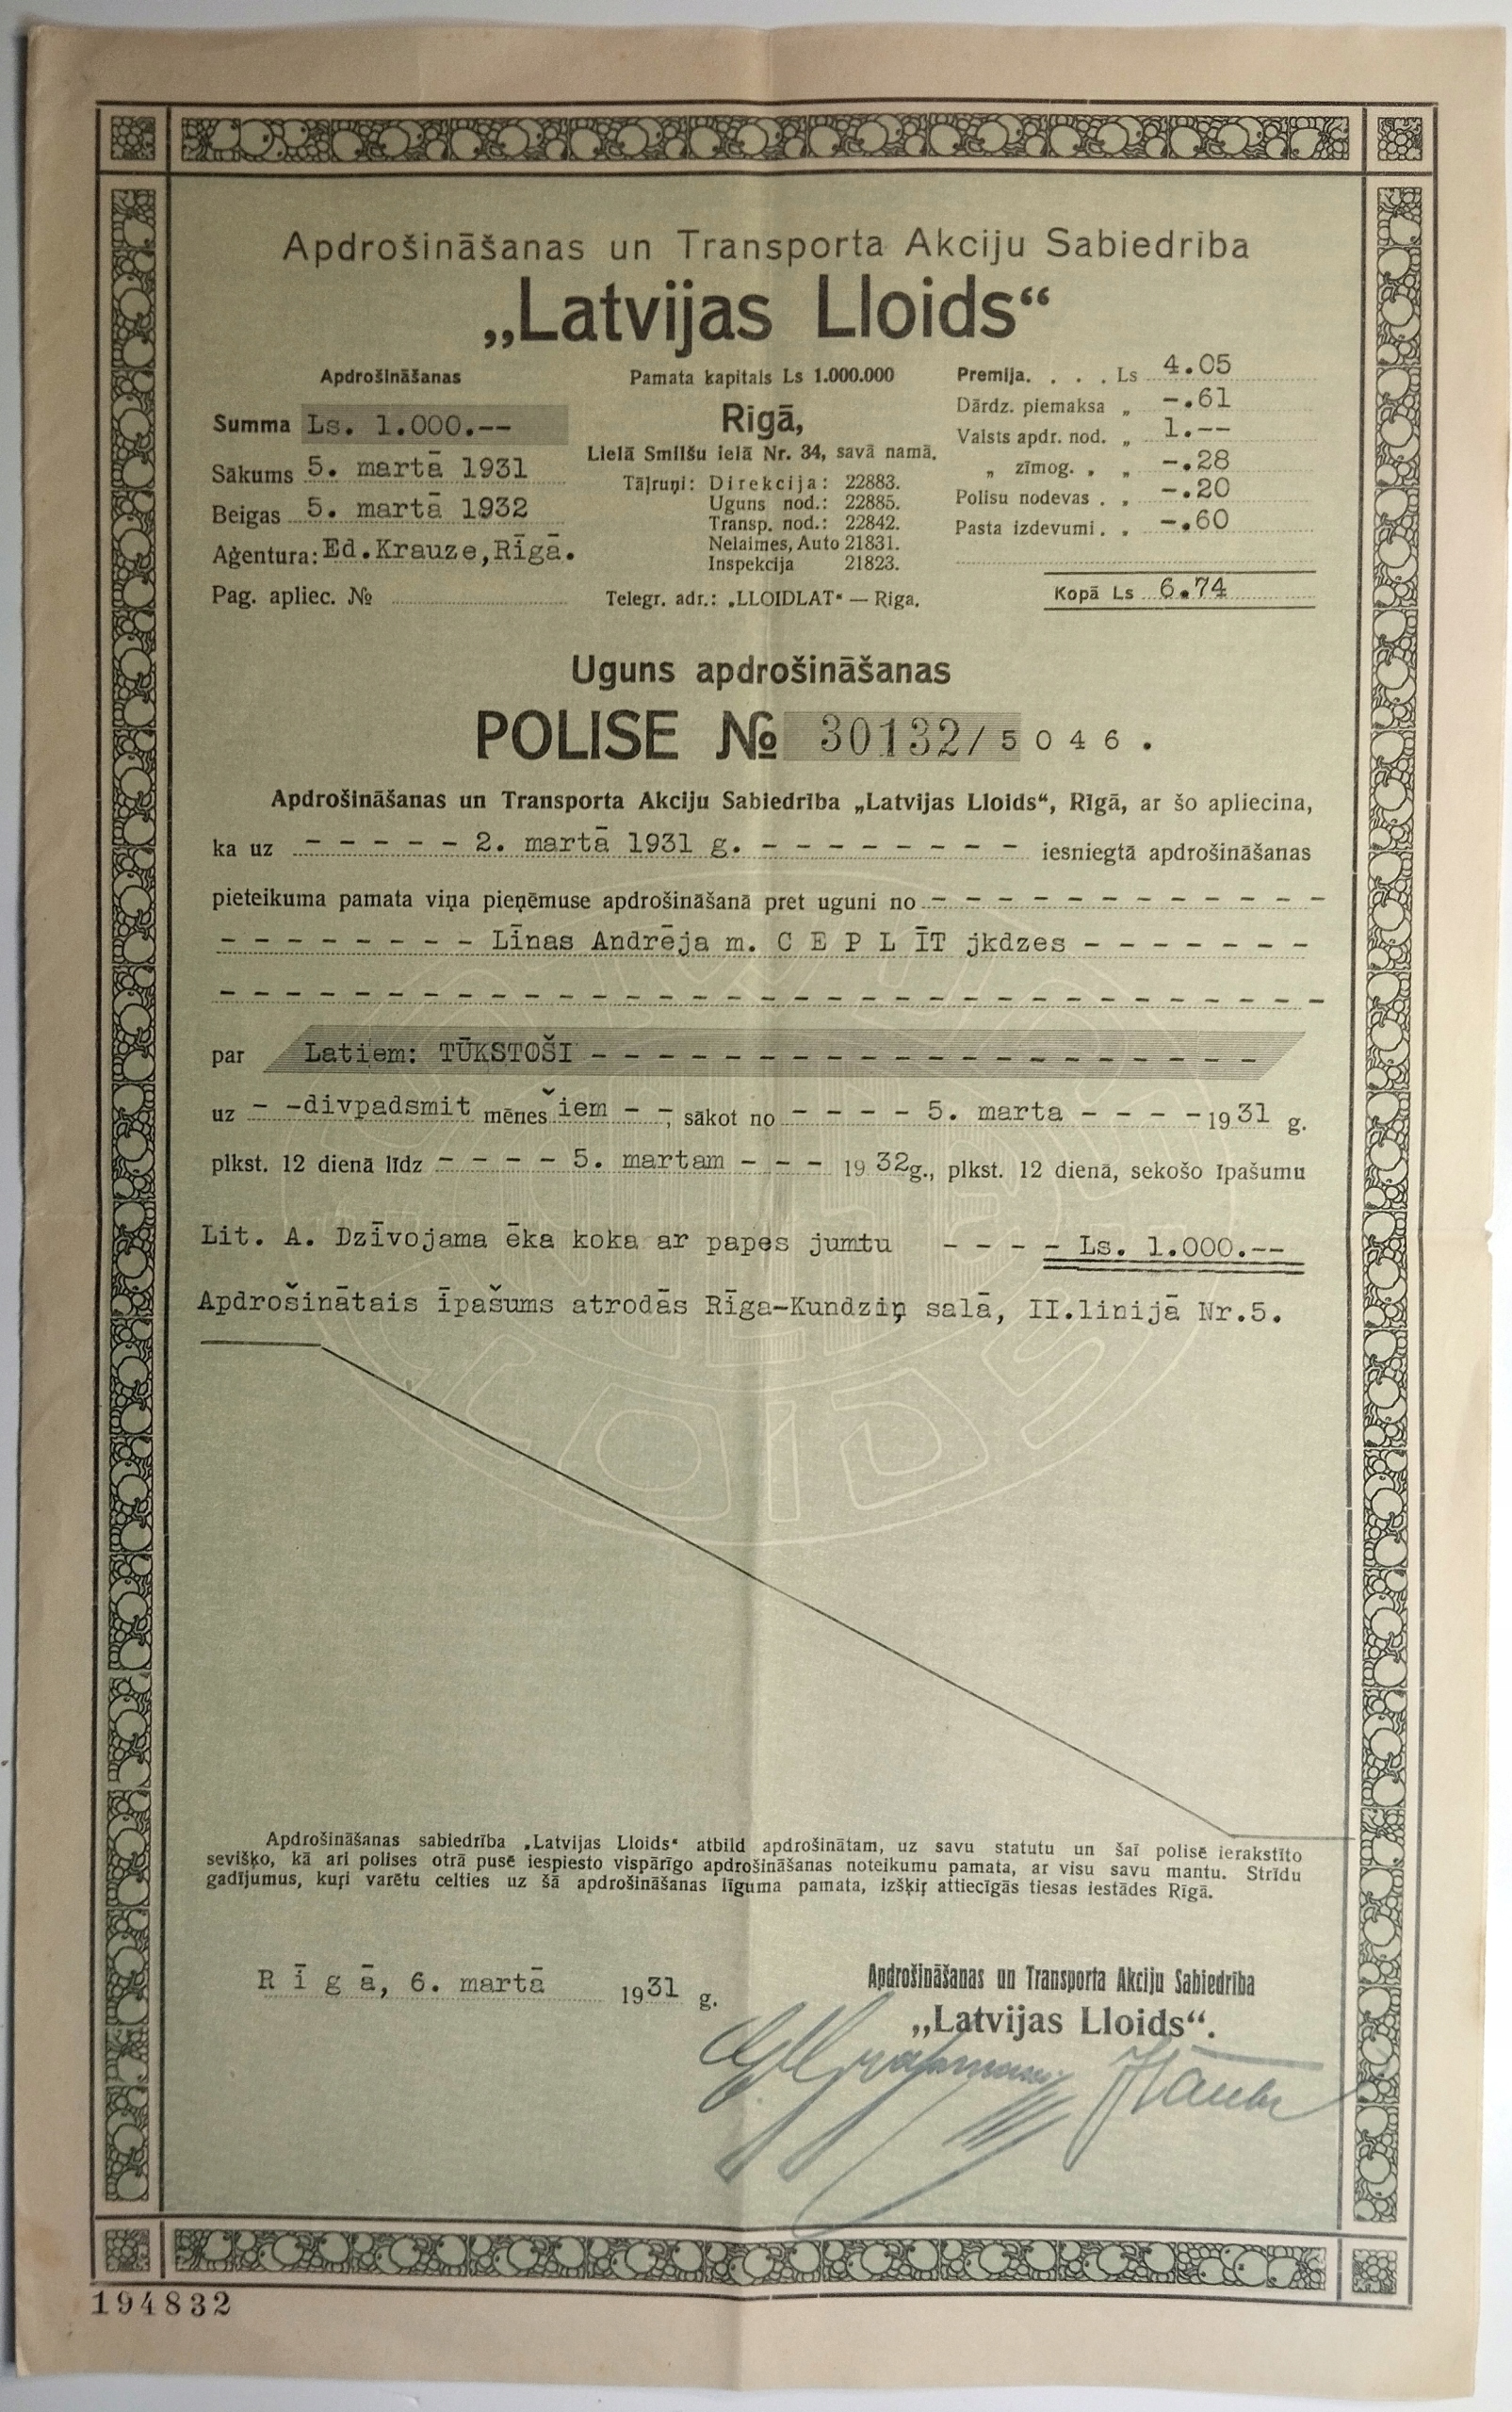 Apdrošināšanas un Transporta Akciju Sabiedrība
„Latvijas Lloids“
Apdrošināšanas
Summa Ls. 1.000.--
Sākums 5. martā 1931
Beigas 5. martā 1932
Aģentura: Ed.Krauze,Rīgā.
Pag. apliec. №
Pamata kapitals Ls 1.000.000
Rīgā,
Lielā Smilšu ielā Nr. 34, savā namā.
Tāļruņi: Direkcija: 22883.
Uguns nod.: 22885.
Transp. nod.: 22842.
Nelaimes, Auto 21831.
Inspekcija 21823.
Telegr. adr.: „LLOIDLAT“ — Riga.
Premija. . . . Ls 4.05
Dārdz. piemaksa „ -.61
Valsts apdr. nod. „ 1.--
„ zīmog. . „ -.28
Polisu nodevas . „ -.20
Pasta izdevumi . „ -.60
Kopā Ls 6.74
Uguns apdrošināšanas
POLISE № 30132/5046.
Apdrošināšanas un Transporta Akciju Sabiedrība „Latvijas Lloids“, Rīgā, ar šo apliecina,
ka uz - - - - - 2. martā 1931 g. - - - - - - - - iesniegtā apdrošināšanas
pieteikuma pamata viņa pieņēmuse apdrošināšanā pret uguni no - - - - - - - - - - - -
- - - - - - - - Līnas Andrēja m. C E P L ĪT jkdzes - - - - - - -
- - - - - - - - - - - - - - - - - - - - - - - - - - - -
par Latiem: TŪKSTOŠI - - - - - - - - - - - - - - - - -
uz - -divpadsmit mēnešiem - -, sākot no - - - - 5. marta - - - - 1931 g.
plkst. 12 dienā līdz - - - - 5. martam - - - 1932g., plkst. 12 dienā, sekošo īpašumu
Lit. A. Dzīvojama ēka koka ar papes jumtu - - - - Ls. 1.000.--
Apdrošinātais īpašums atrodās Rīga-Kundziņ salā, II.linijā Nr.5.
Apdrošināšanas sabiedrība „Latvijas Lloids“ atbild apdrošinātam, uz savu statutu un šaī polisē ierakstīto
sevišķo, kā arī polises otrā pusē iespiesto vispārīgo apdrošināšanas noteikumu pamata, ar visu savu mantu. Strīdu
gadījumus, kuŗi varētu celties uz šā apdrošināšanas līguma pamata, izšķiŗ attiecīgās tiesas iestādes Rīgā.
R ī g ā, 6. martā 1931 g.
Apdrošināšanas un Transporta Akciju Sabiedrība
„Latvijas Lloids“.
194832